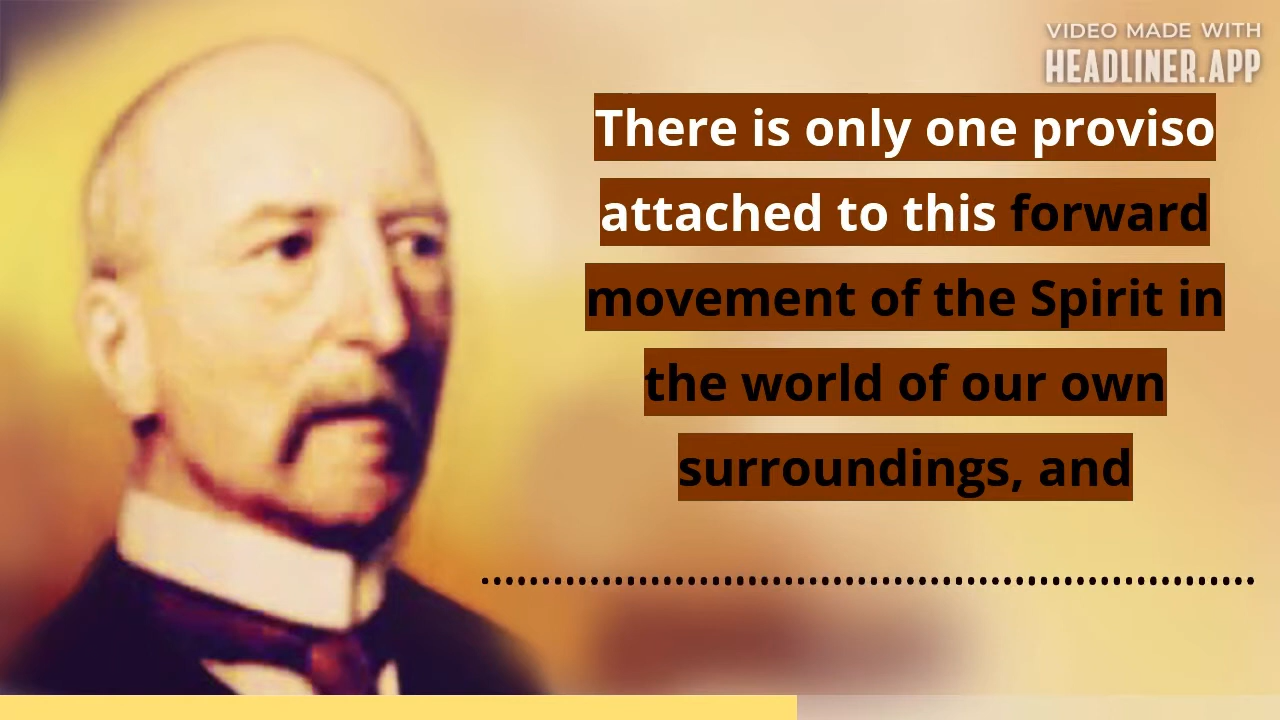 VIDEO MADE WITH
HEADLINER.APP
There is only one proviso
attached to this forward
movement of the Spirit in
the world of our own
surroundings, and